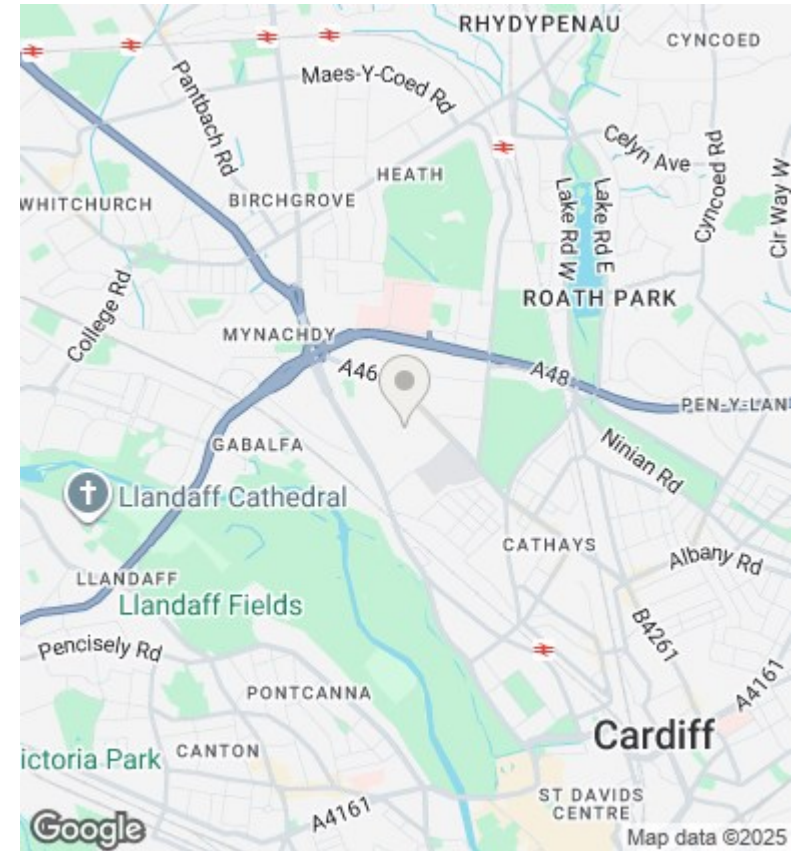 RHYDYPENAU
CYNCOED
Maes-Y-Coed Rd
Pantbach Rd
Celyn Ave
Cyncoed Rd
Cir Way W
HEATH
WHITCHURCH
BIRCHGROVE
Lake Rd W
Lake Rd E
ROATH PARK
College Rd
MYNACHDY
A46
A48
PEN-Y-LAN
GABALFA
Ninian Rd
Llandaff Cathedral
CATHAYS
Albany Rd
LLANDAFF
Llandaff Fields
B4261
Pencisely Rd
A4161
PONTCANNA
Cardiff
ictoria Park
CANTON
ST DAVIDS
CENTRE
A4161
Google
Map data ©2025